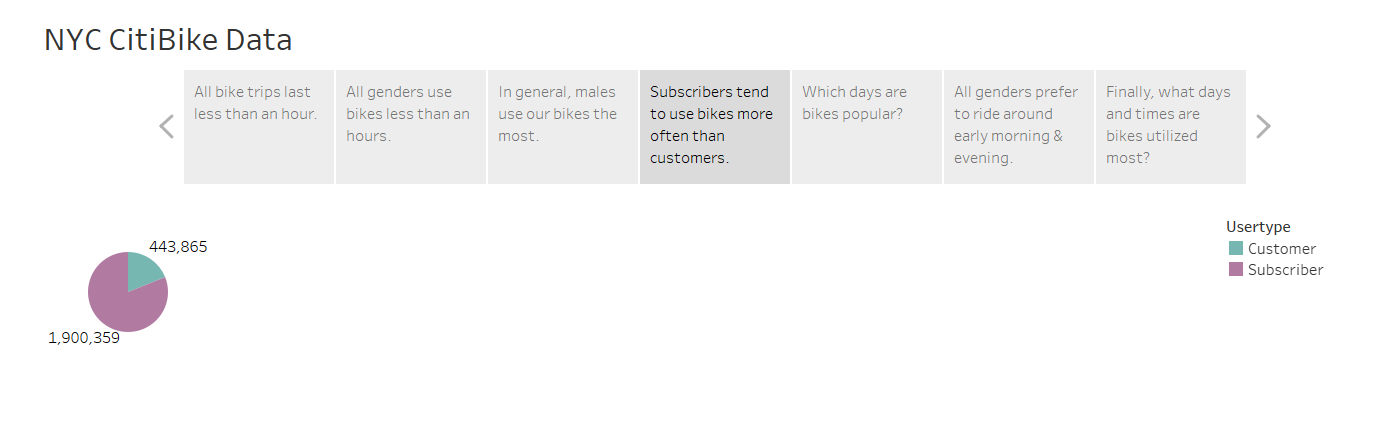 NYC CitiBike Data
All bike trips last
less than an hour.
All genders use
bikes less than an
hours.
In general, males
use our bikes the
most.
Subscribers tend
to use bikes more
often than
customers.
Which days are
bikes popular?
All genders prefer
to ride around
early morning &
evening.
Finally, what days
and times are
bikes utilized
most?
443,865
1,900,359
Usertype
Customer
Subscriber